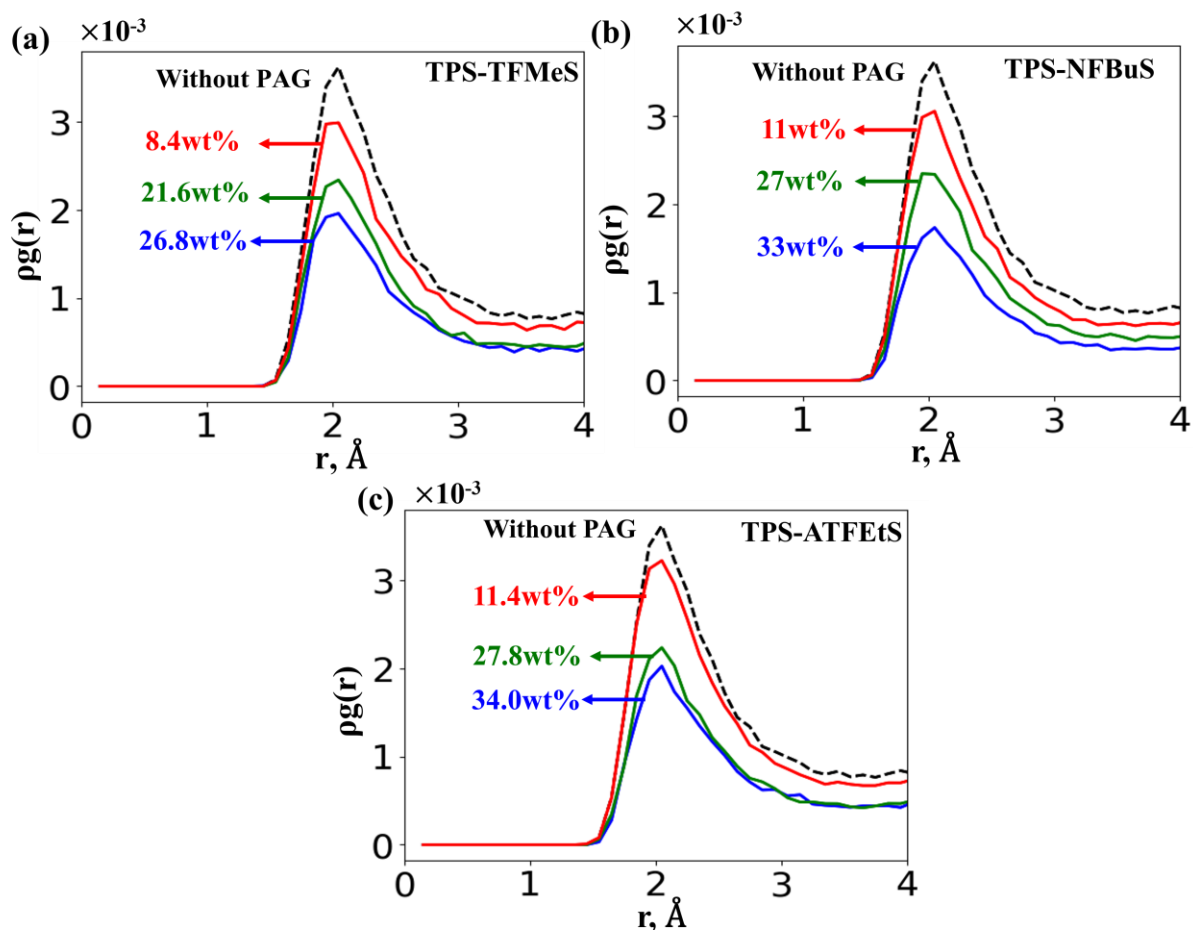 (a)
×10-3
Without PAG
TPS-TFMeS
8.4wt%
21.6wt%
26.8wt%
ρg(r)
3
2
1
0
0 1 2 3 4
r, Å
(b)
×10-3
Without PAG
TPS-NFBuS
11wt%
27wt%
33wt%
ρg(r)
3
2
1
0
0 1 2 3 4
r, Å
(c)
×10-3
Without PAG
TPS-ATFEtS
11.4wt%
27.8wt%
34.0wt%
ρg(r)
3
2
1
0
0 1 2 3 4
r, Å